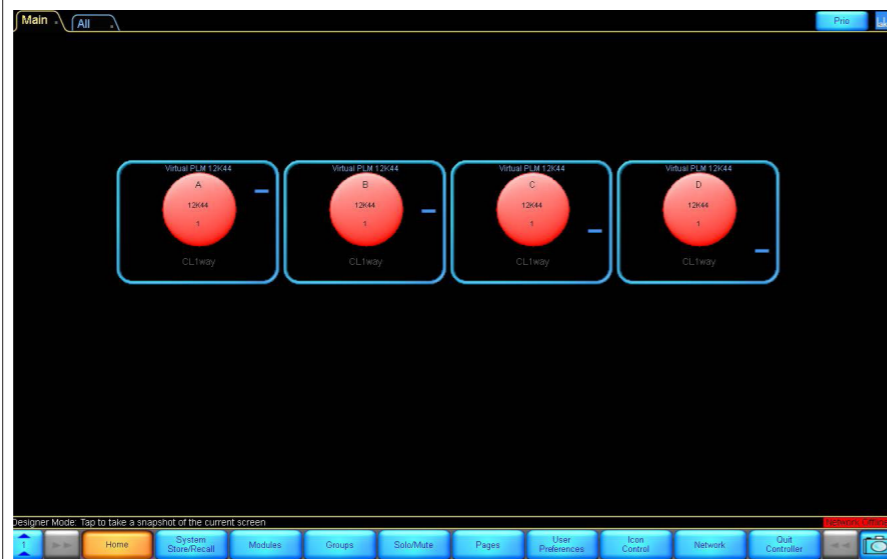 Main
All
Prio
Virtual PLM 12K44
A
12K44
1
CL1way
Virtual PLM 12K44
B
12K44
1
CL1way
Virtual PLM 12K44
C
12K44
1
CL1way
Virtual PLM 12K44
D
12K44
1
CL1way
Designer Mode: Tap to take a snapshot of the current screen
Network Offline
1
Home
System
Store/Recall
Modules
Groups
Solo/Mute
Pages
User
Preferences
Icon
Control
Network
Quit
Controller